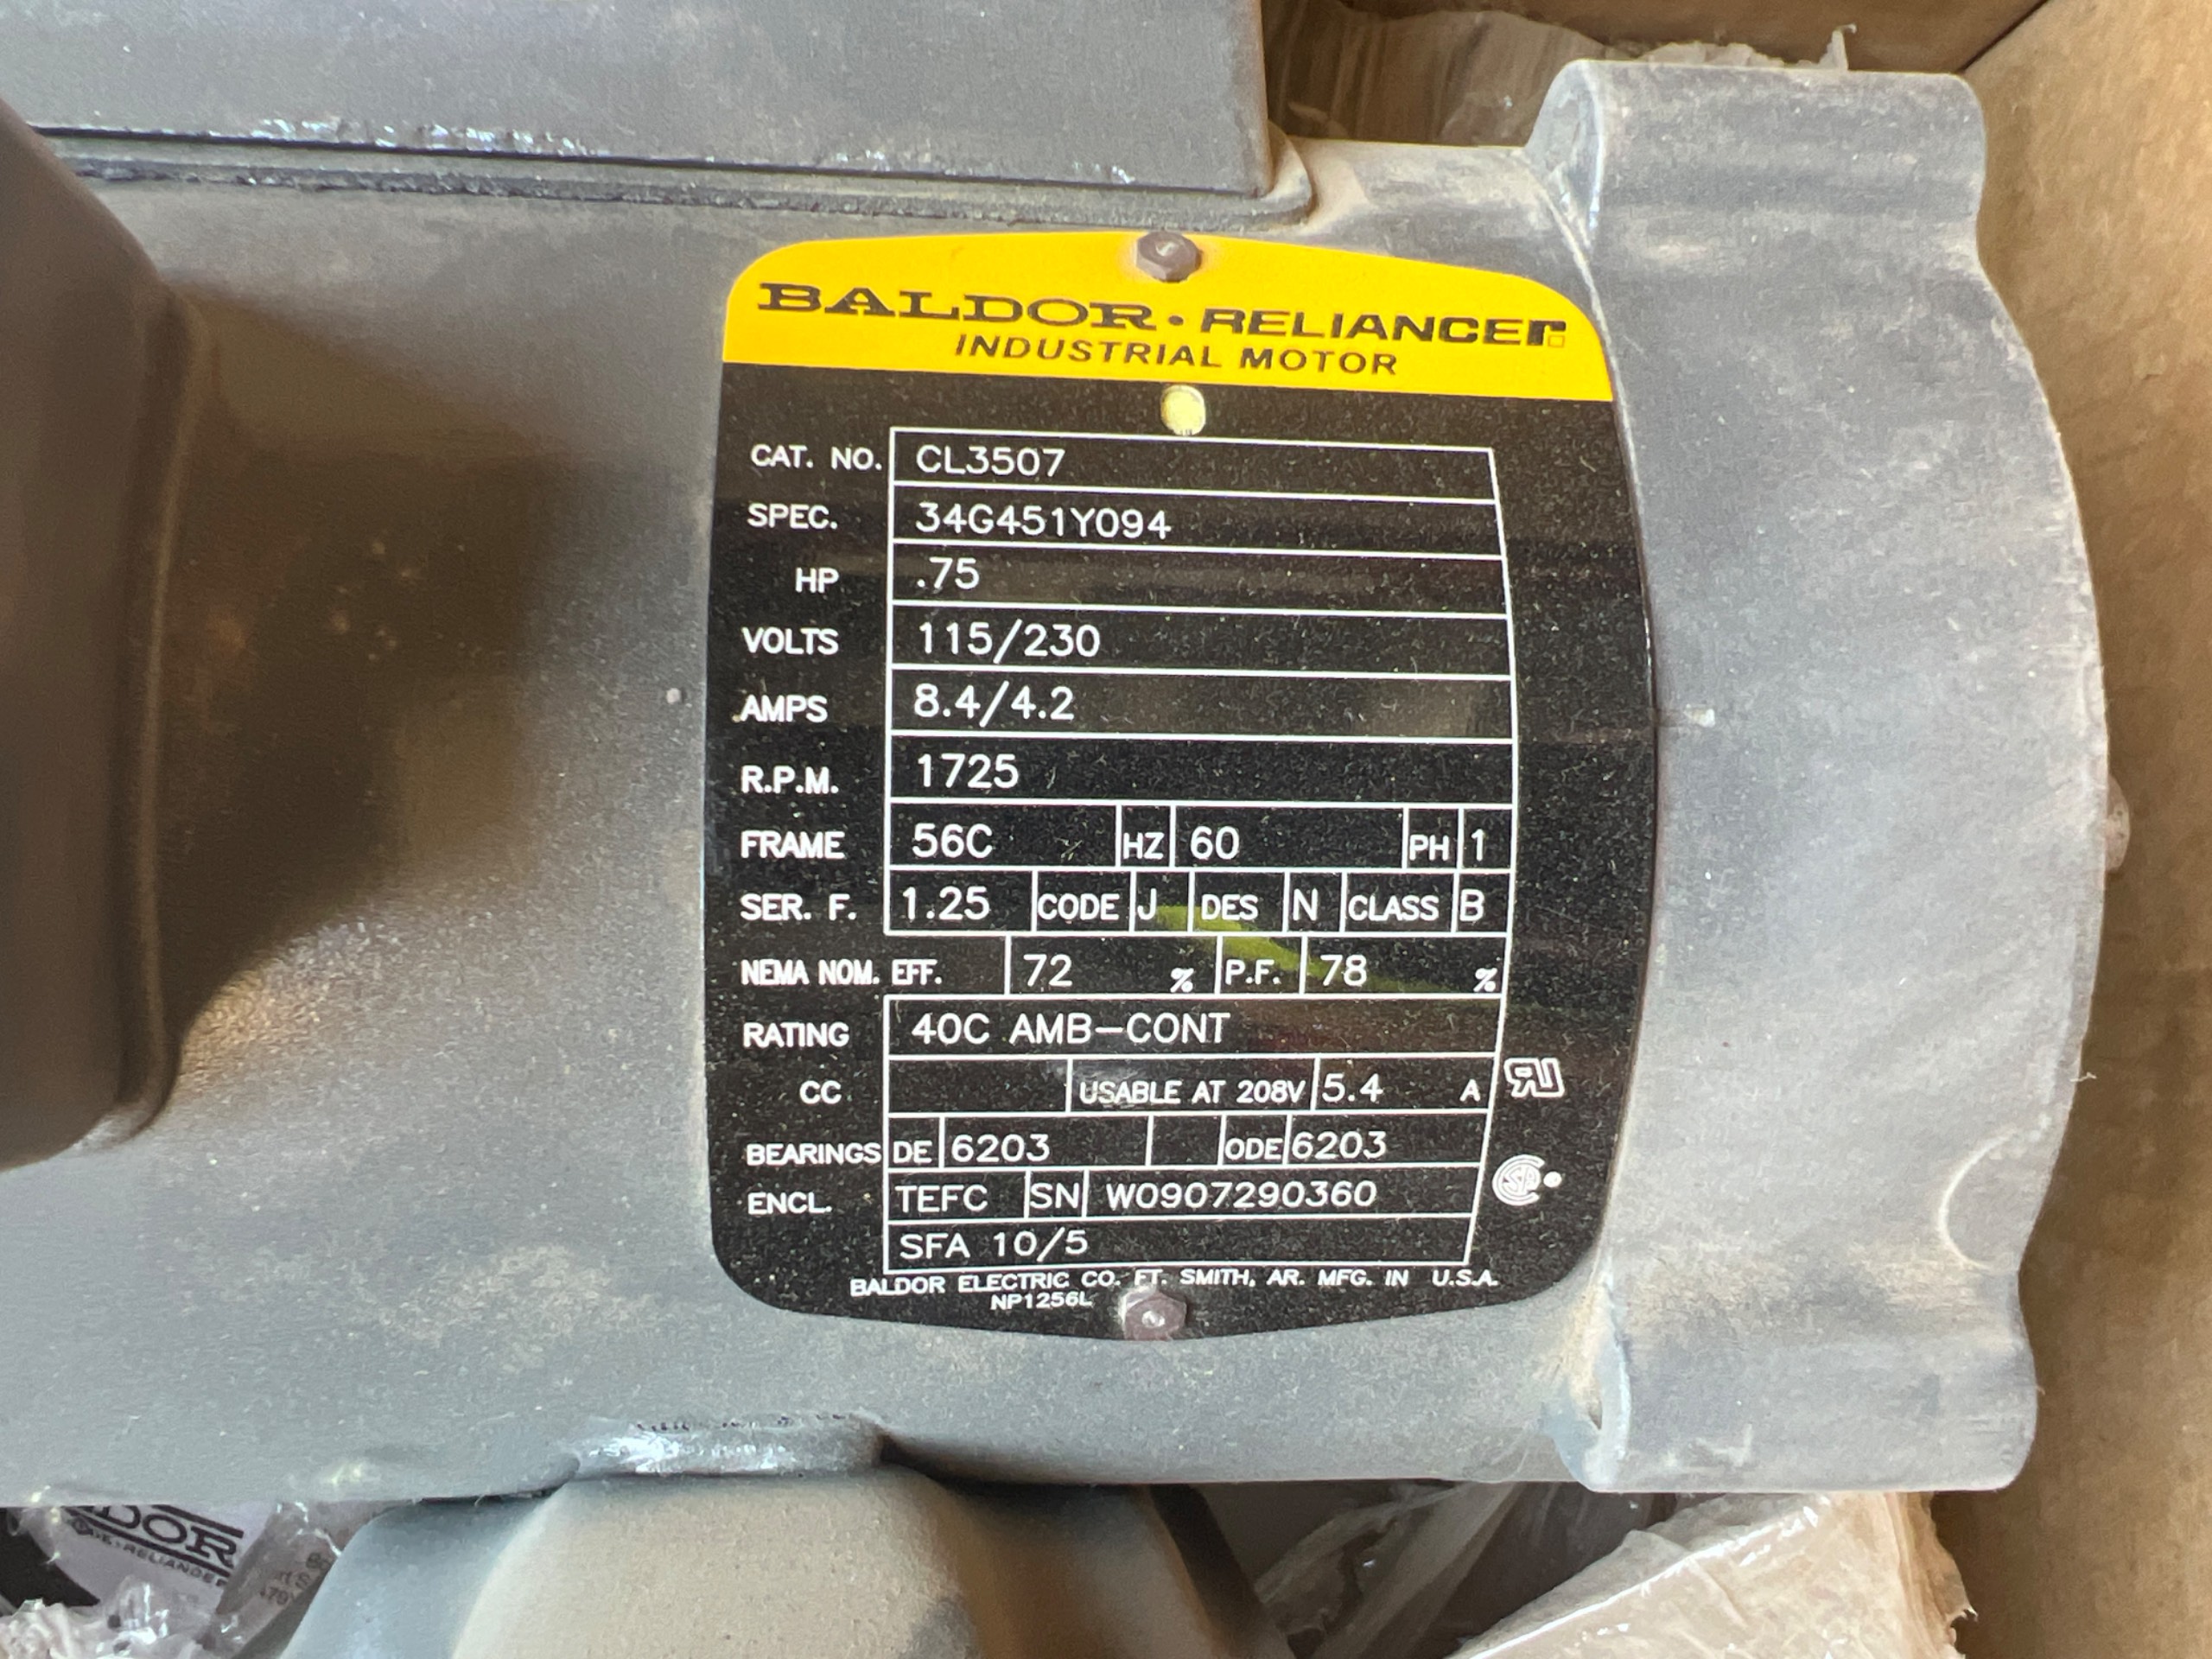 BALDOR • RELIANCER
INDUSTRIAL MOTOR
CAT. NO. CL3507
SPEC. 34G451Y094
HP .75
VOLTS 115/230
AMPS 8.4/4.2
R.P.M. 1725
FRAME 56C HZ 60 PH 1
SER. F. 1.25 CODE J DES N CLASS B
NEMA NOM. EFF. 72 % P.F. 78 %
RATING 40C AMB-CONT
CC USABLE AT 208V 5.4 A
BEARINGS DE 6203 ODE 6203
ENCL. TEFC SN W0907290360
SFA 10/5
BALDOR ELECTRIC CO. FT. SMITH, AR. MFG. IN U.S.A.
NP1256L